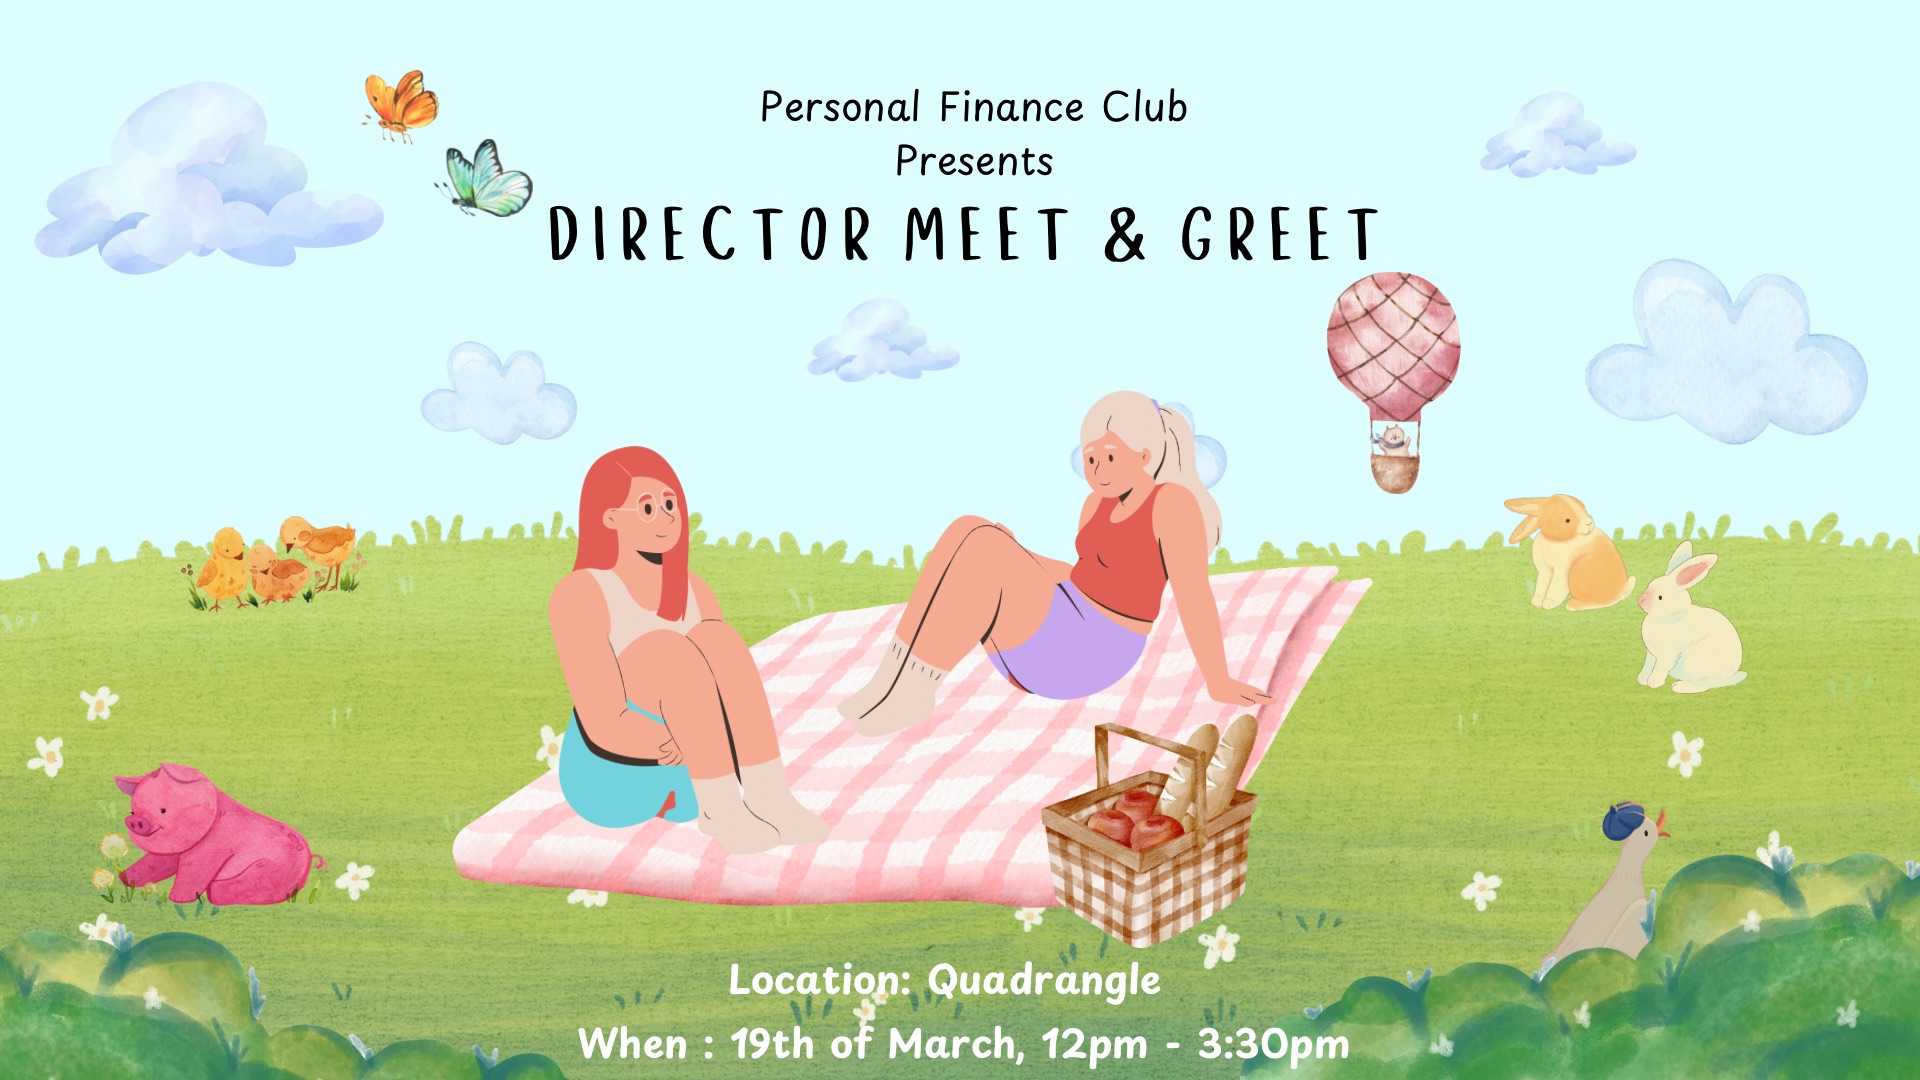 Personal Finance Club
Presents
DIRECTOR MEET & GREET
Location: Quadrangle
When : 19th of March, 12pm - 3:30pm